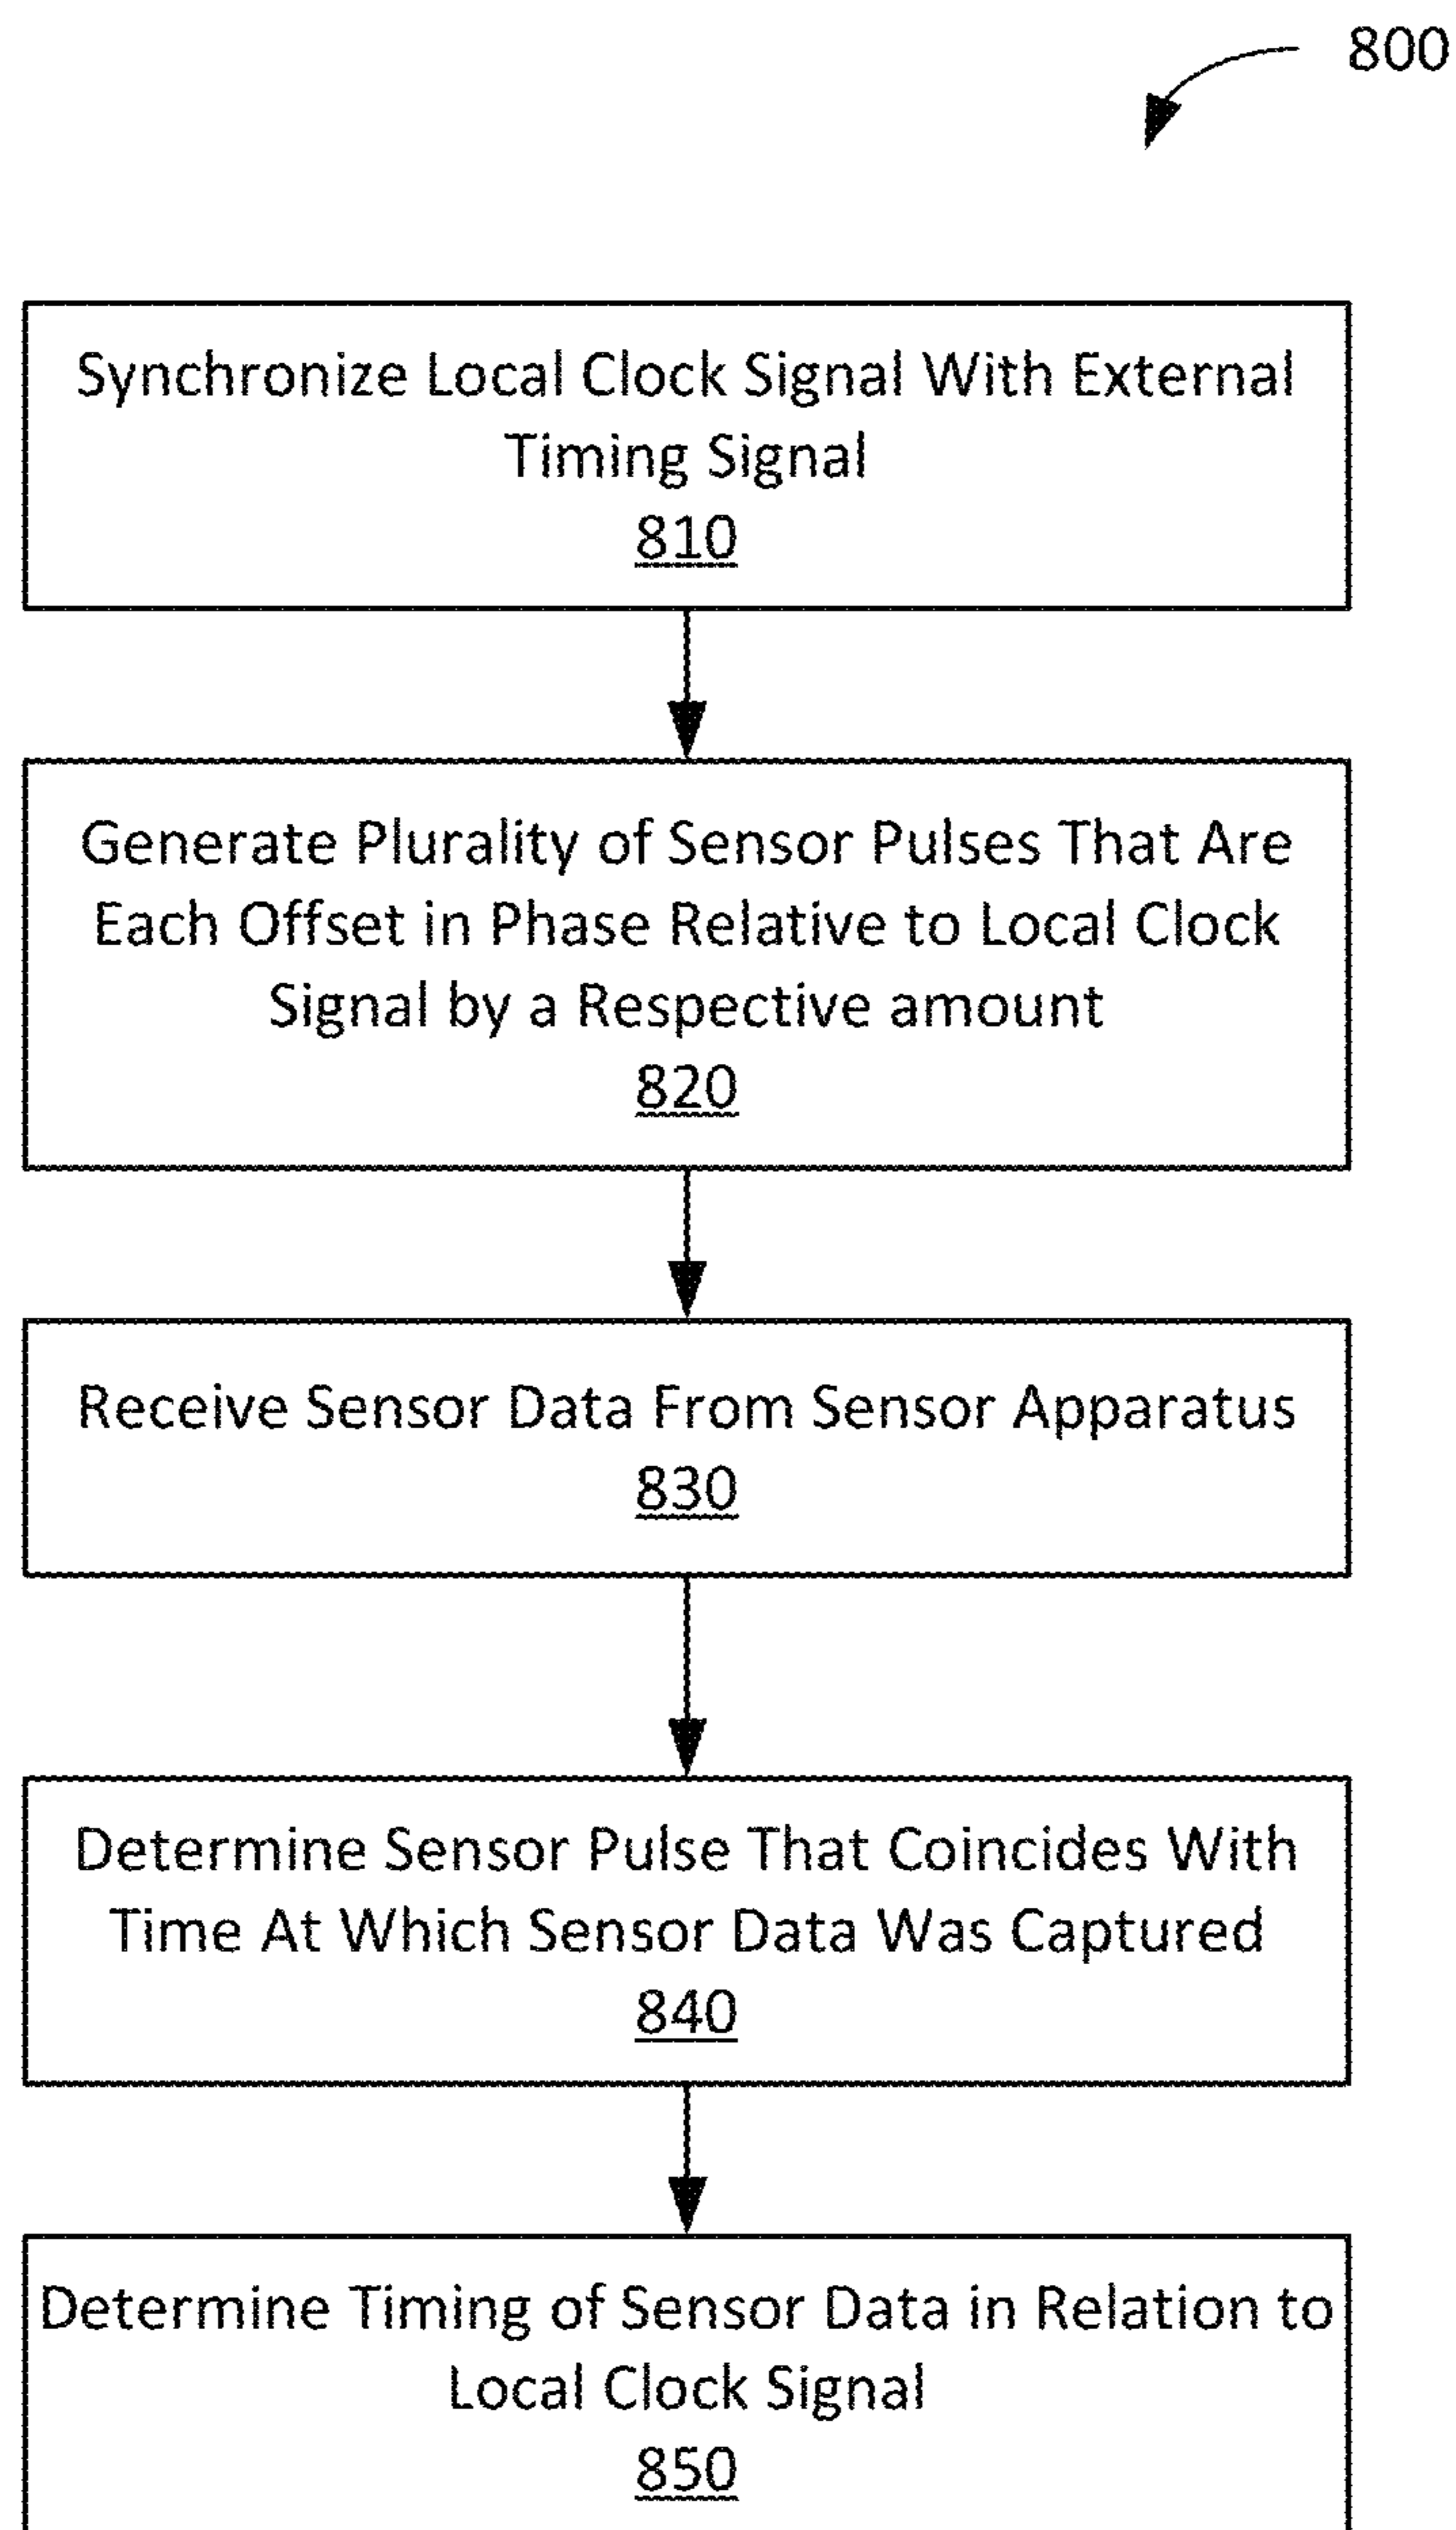 800
Synchronize Local Clock Signal With External
Timing Signal
810
Generate Plurality of Sensor Pulses That Are
Each Offset in Phase Relative to Local Clock
Signal by a Respective amount
820
Receive Sensor Data From Sensor Apparatus
830
Determine Sensor Pulse That Coincides With
Time At Which Sensor Data Was Captured
840
Determine Timing of Sensor Data in Relation to
Local Clock Signal
850